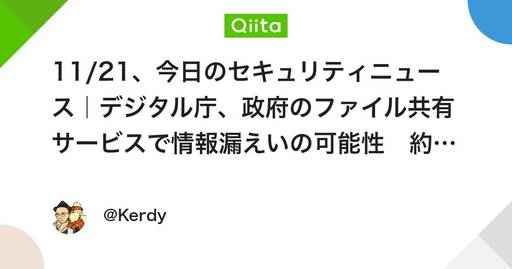 Qiita
11/21、今日のセキュリティニュー
ス｜デジタル庁、政府のファイル共有
サービスで情報漏えいの可能性　約…
@Kerdy